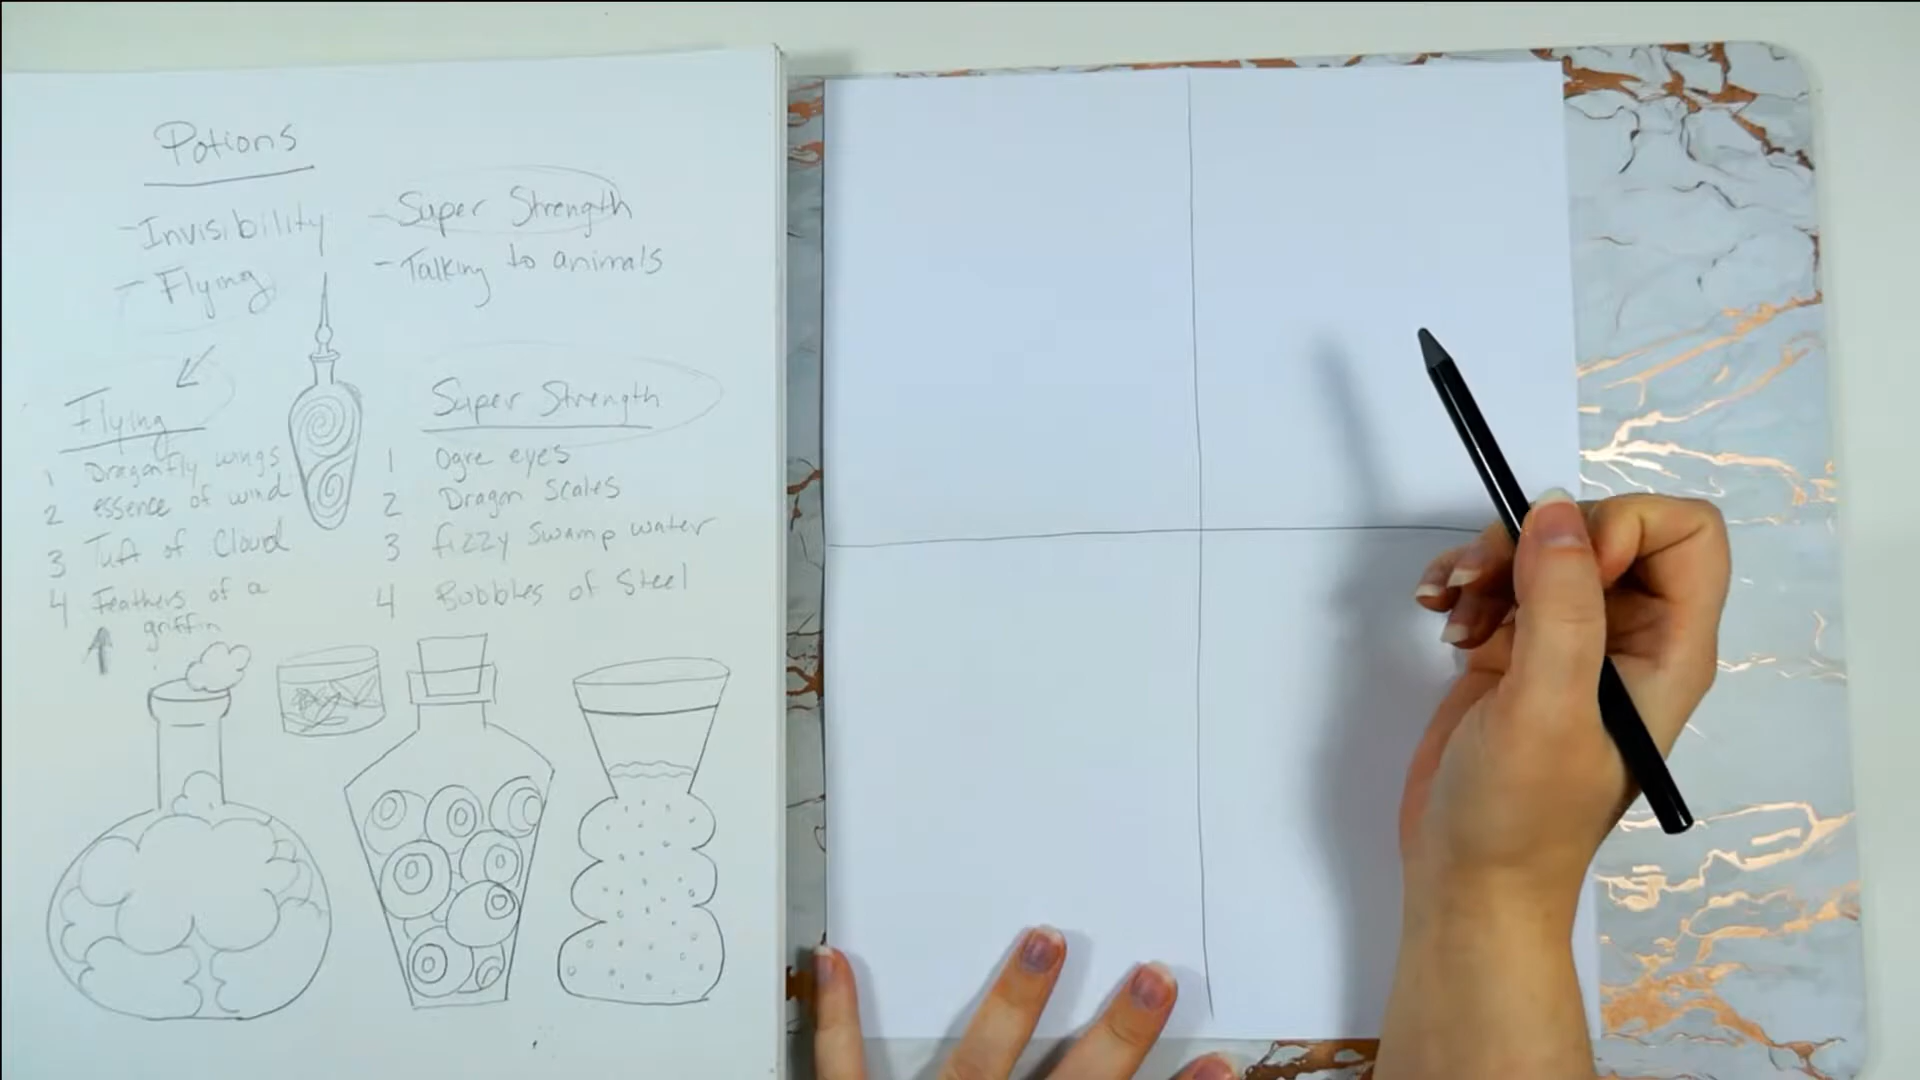 Potions
- Invisibility
- Flying
- Super Strength
- Talking to animals
Flying
1 Dragonfly wings
2 essence of wind
3 Tuft of Cloud
4 Feathers of a
griffin
Super Strength
1 Ogre eyes
2 Dragon Scales
3 fizzy Swamp water
4 Bubbles of Steel